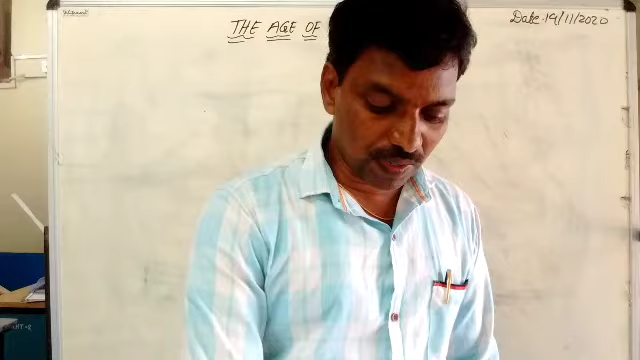 THE AGE OF
Date. 19/11/2020